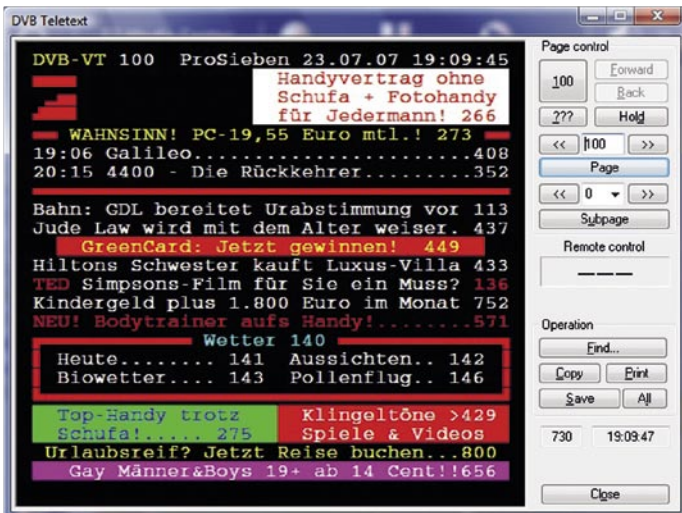 DVB Teletext
DVB-VT 100 ProSieben 23.07.07 19:09:45
Handyvertrag ohne
Schufa + Fotohandy
für Jedermann! 266
WAHNSINN! PC-19,55 Euro mtl.! 273
19:06 Galileo.......................408
20:15 4400 - Die Rückkehrer.........352
Bahn: GDL bereitet Urabstimmung vor 113
Jude Law wird mit dem Alter weiser. 437
GreenCard: Jetzt gewinnen! 449
Hiltons Schwester kauft Luxus-Villa 433
TED Simpsons-Film für Sie ein Muss? 136
Kindergeld plus 1.800 Euro im Monat 752
NEU! Bodytrainer aufs Handy!........571
Wetter 140
Heute........ 141 Aussichten.. 142
Biowetter.... 143 Pollenflug.. 146
Top-Handy trotz
Schufa!..... 275
Klingeltöne >429
Spiele & Videos
Urlaubsreif? Jetzt Reise buchen...800
Gay Männer&Boys 19+ ab 14 Cent!!656
Page control
100
Forward
Back
???
Hold
<< 100 >>
Page
<< 0 >>
Subpage
Remote control
---
Operation
Find...
Copy Print
Save All
730 19:09:47
Close